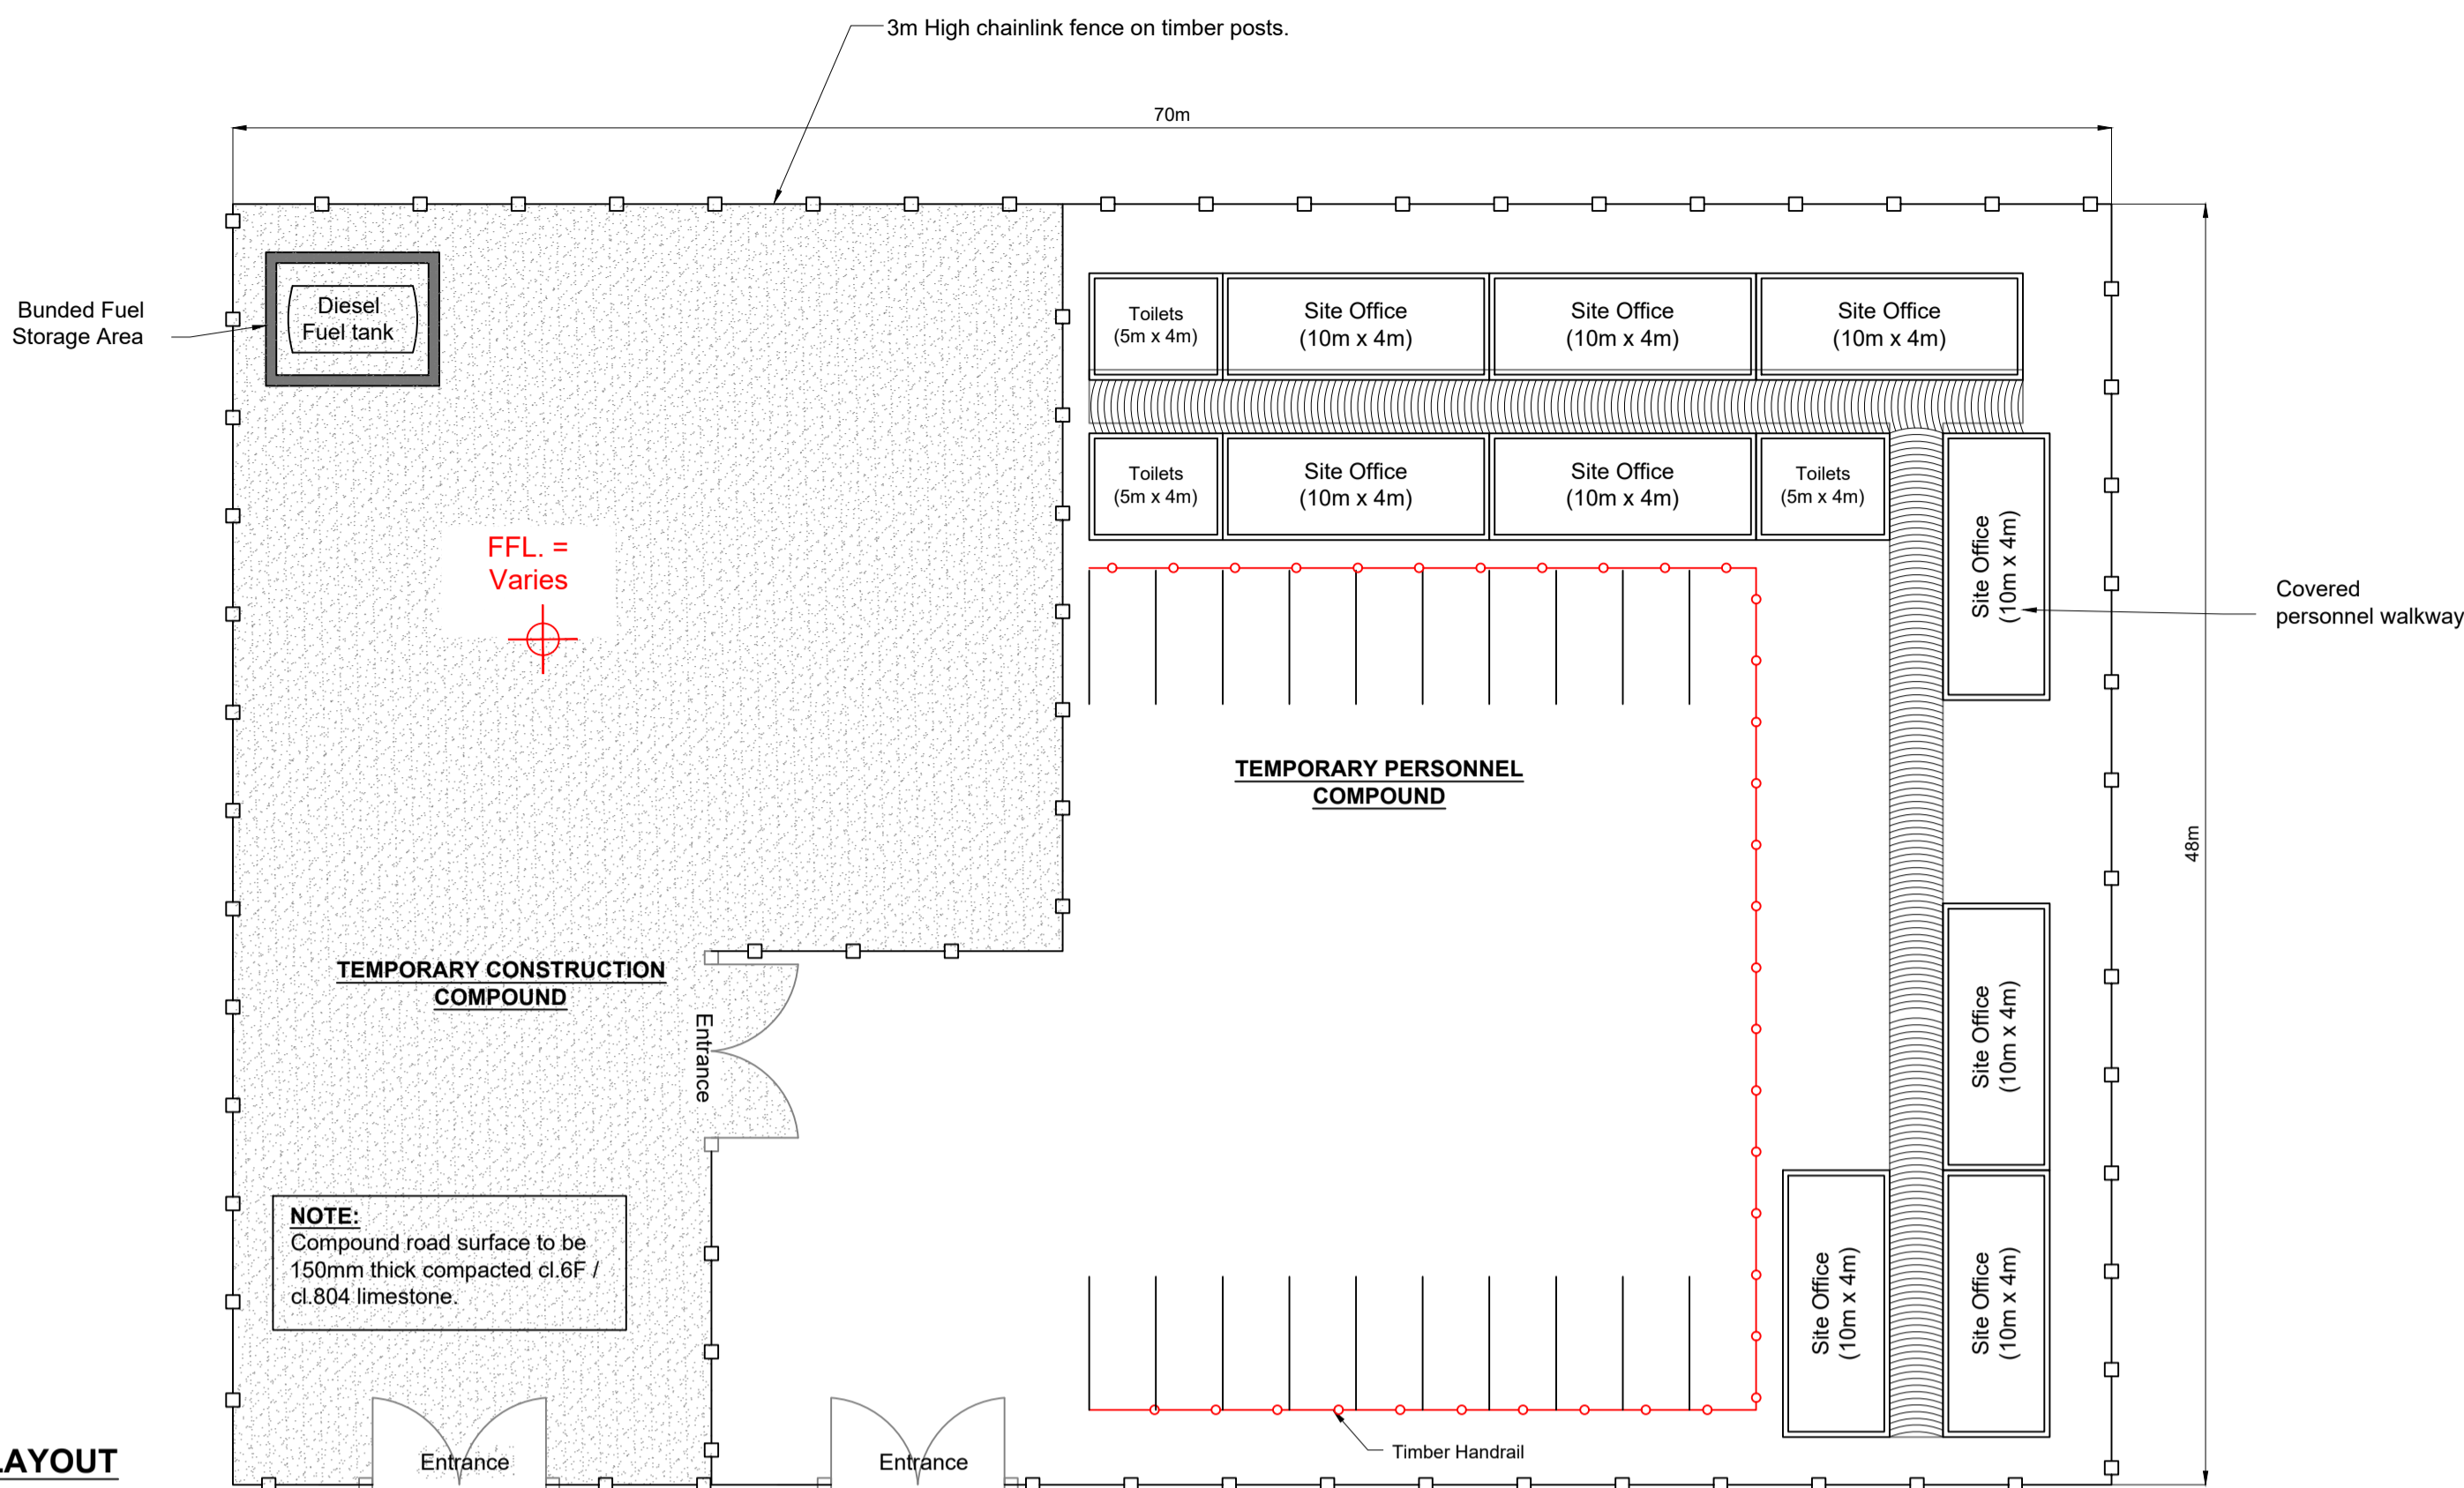 3m High chainlink fence on timber posts.
70m
Bunded Fuel
Storage Area
Diesel
Fuel tank
Toilets
(5m x 4m)
Site Office
(10m x 4m)
Site Office
(10m x 4m)
Site Office
(10m x 4m)
Toilets
(5m x 4m)
Site Office
(10m x 4m)
Site Office
(10m x 4m)
Toilets
(5m x 4m)
Site Office
(10m x 4m)
FFL. =
Varies
Covered
personnel walkway
TEMPORARY PERSONNEL
COMPOUND
48m
TEMPORARY CONSTRUCTION
COMPOUND
Entrance
Site Office
(10m x 4m)
NOTE:
Compound road surface to be
150mm thick compacted cl.6F /
cl.804 limestone.
Site Office
(10m x 4m)
Site Office
(10m x 4m)
Entrance
Entrance
Timber Handrail
LAYOUT